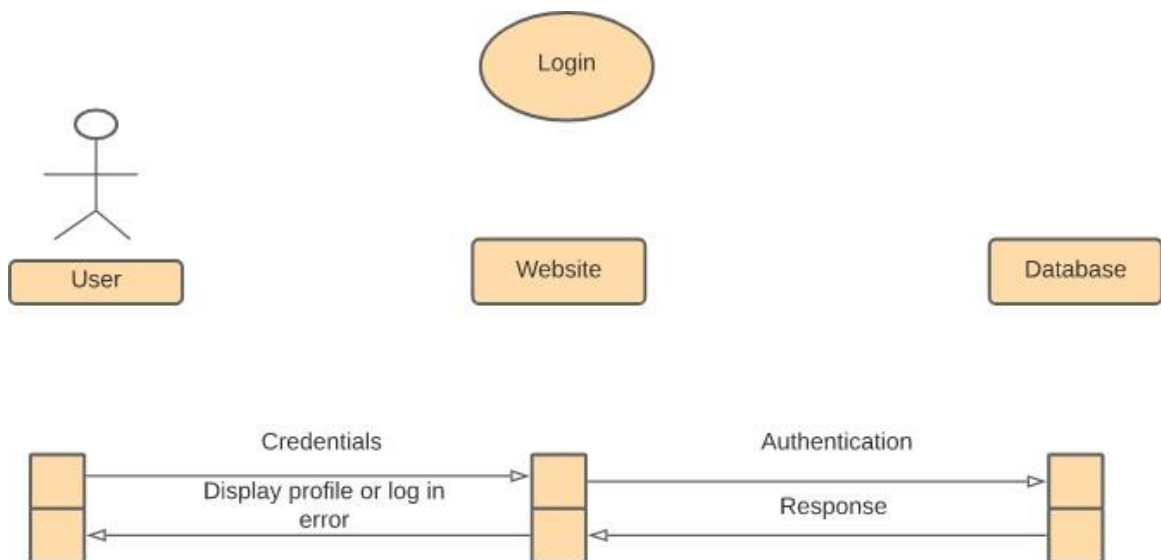 Login
User
Website
Database
Credentials
Authentication
Display profile or log in
error
Response